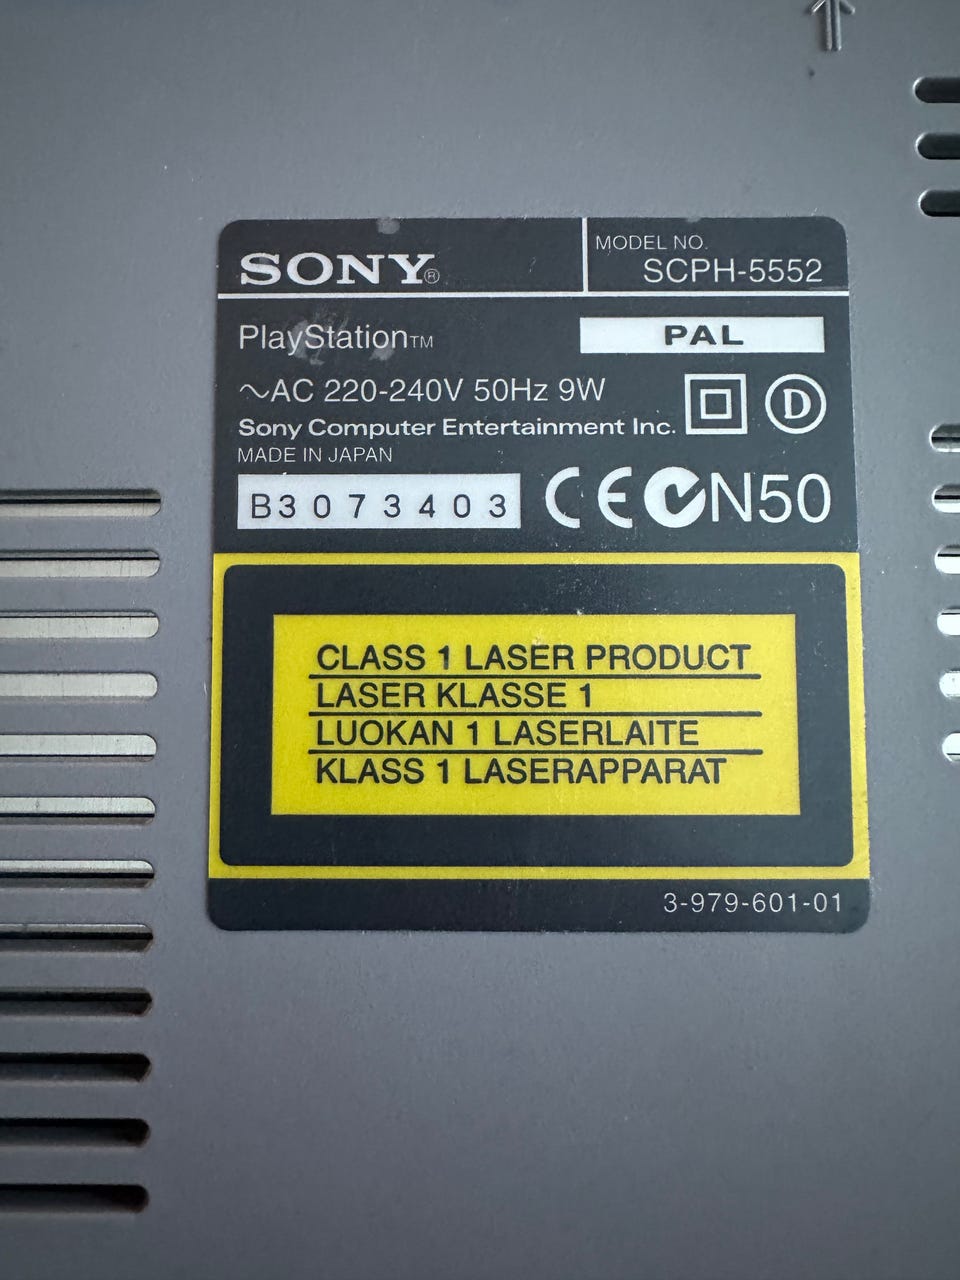 SONY®
MODEL NO.
SCPH-5552
PlayStation™
PAL
~AC 220-240V 50Hz 9W
D
Sony Computer Entertainment Inc.
MADE IN JAPAN
B3073403
CE N50
CLASS 1 LASER PRODUCT
LASER KLASSE 1
LUOKAN 1 LASERLAITE
KLASS 1 LASERAPPARAT
3-979-601-01